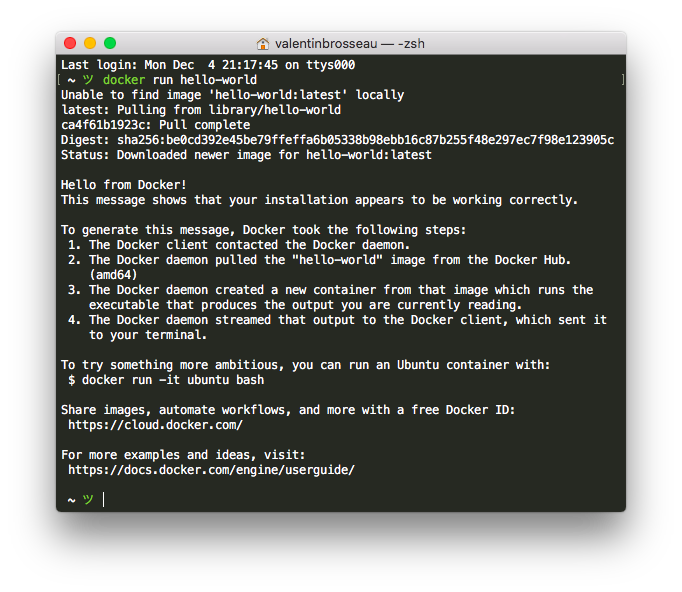 valentinbrosseau — -zsh
Last login: Mon Dec  4 21:17:45 on ttys000
[ ~ ツ docker run hello-world ]
Unable to find image 'hello-world:latest' locally
latest: Pulling from library/hello-world
ca4f61b1923c: Pull complete
Digest: sha256:be0cd392e45be79ffeffa6b05338b98ebb16c87b255f48e297ec7f98e123905c
Status: Downloaded newer image for hello-world:latest

Hello from Docker!
This message shows that your installation appears to be working correctly.

To generate this message, Docker took the following steps:
 1. The Docker client contacted the Docker daemon.
 2. The Docker daemon pulled the "hello-world" image from the Docker Hub.
    (amd64)
 3. The Docker daemon created a new container from that image which runs the
    executable that produces the output you are currently reading.
 4. The Docker daemon streamed that output to the Docker client, which sent it
    to your terminal.

To try something more ambitious, you can run an Ubuntu container with:
 $ docker run -it ubuntu bash

Share images, automate workflows, and more with a free Docker ID:
 https://cloud.docker.com/

For more examples and ideas, visit:
 https://docs.docker.com/engine/userguide/

 ~ ツ